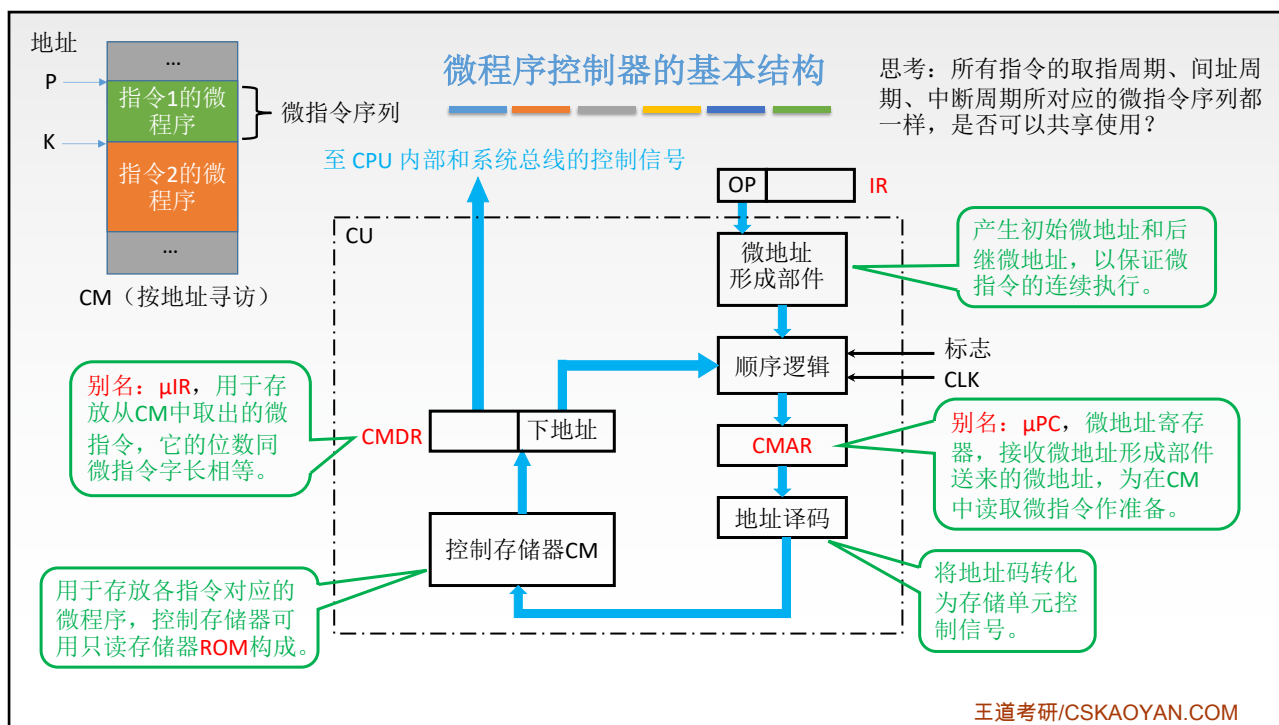 地址
...
P
指令1的微
程序
微指令序列
K
指令2的微
程序
...
CM（按地址寻访）
微程序控制器的基本结构
思考：所有指令的取指周期、间址周
期、中断周期所对应的微指令序列都
一样，是否可以共享使用？
至 CPU 内部和系统总线的控制信号
OP
IR
CU
微地址
形成部件
产生初始微地址和后
继微地址，以保证微
指令的连续执行。
顺序逻辑
标志
CLK
别名：μIR，用于存
放从CM中取出的微
指令，它的位数同
微指令字长相等。
CMDR
下地址
CMAR
别名：μPC，微地址寄存
器，接收微地址形成部件
送来的微地址，为在CM
中读取微指令作准备。
地址译码
控制存储器CM
用于存放各指令对应的
微程序，控制存储器可
用只读存储器ROM构成。
将地址码转化
为存储单元控
制信号。
王道考研/CSKAOYAN.COM